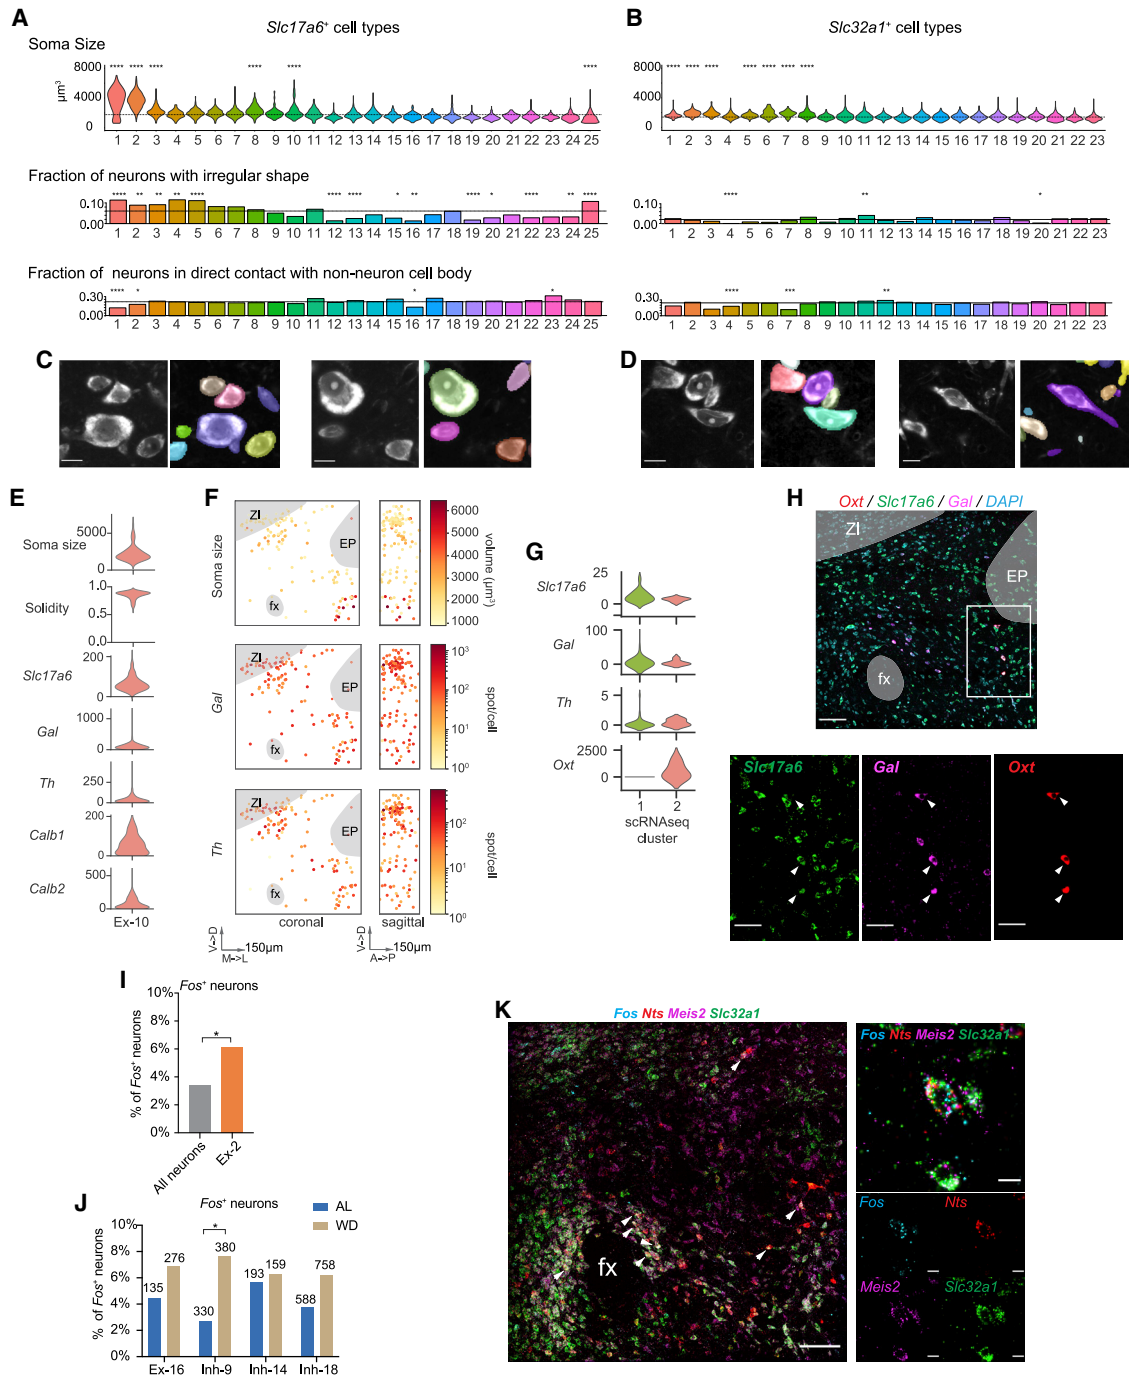 A
Slc17a6+ cell types
Soma Size
8000
4000
0
μm³
**** **** **** **** **** ****
1 2 3 4 5 6 7 8 9 10 11 12 13 14 15 16 17 18 19 20 21 22 23 24 25
Fraction of neurons with irregular shape
0.10
0.00
**** ** ** ** **** **** **** * ** **** * **** ** ****
1 2 3 4 5 6 7 8 9 10 11 12 13 14 15 16 17 18 19 20 21 22 23 24 25
Fraction of neurons in direct contact with non-neuron cell body
0.30
0.15
0.00
**** * * *
1 2 3 4 5 6 7 8 9 10 11 12 13 14 15 16 17 18 19 20 21 22 23 24 25
B
Slc32a1+ cell types
8000
4000
0
**** **** **** **** **** **** ****
1 2 3 4 5 6 7 8 9 10 11 12 13 14 15 16 17 18 19 20 21 22 23
0.10
0.00
**** ** *
1 2 3 4 5 6 7 8 9 10 11 12 13 14 15 16 17 18 19 20 21 22 23
0.30
0.15
0.00
**** *** **
1 2 3 4 5 6 7 8 9 10 11 12 13 14 15 16 17 18 19 20 21 22 23
C
D
E
Soma size
5000
0
Solidity
1.0
0.5
0.0
Slc17a6
200
0
Gal
1000
0
Th
250
0
Calb1
200
0
Calb2
500
0
Ex-10
F
Soma size
ZI
EP
fx
6000
5000
4000
3000
2000
1000
volume (μm³)
Gal
ZI
EP
fx
10³
10²
10¹
10⁰
spot/cell
Th
ZI
EP
fx
10²
10¹
10⁰
spot/cell
coronal
sagittal
V->D
M->L
150μm
V->D
A->P
150μm
G
Slc17a6
25
0
Gal
100
0
Th
5
0
Oxt
2500
0
1 2
scRNAseq
cluster
H
Oxt / Slc17a6 / Gal / DAPI
ZI
EP
fx
Slc17a6
Gal
Oxt
I
Fos+ neurons
% of Fos+ neurons
10%
8%
6%
4%
2%
0%
*
All neurons
Ex-2
J
Fos+ neurons
AL
WD
% of Fos+ neurons
10%
8%
6%
4%
2%
0%
*
135 276 330 380 193 159 588 758
Ex-16 Inh-9 Inh-14 Inh-18
K
Fos Nts Meis2 Slc32a1
fx
Fos Nts Meis2 Slc32a1
Fos
Nts
Meis2
Slc32a1